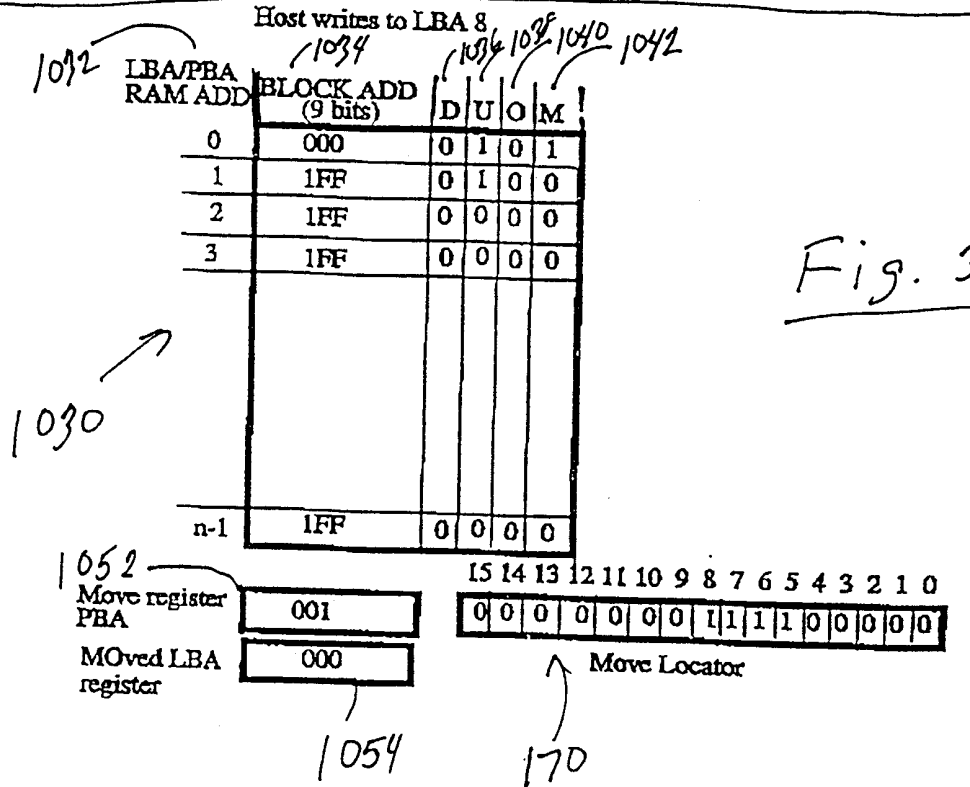 Host writes to LBA 8
1032 1034 1036 1038 1040 1042
LBA/PBA RAM ADD BLOCK ADD (9 bits) D U O M
0 000 0 1 0 1
1 1FF 0 1 0 0
2 1FF 0 0 0 0
3 1FF 0 0 0 0
Fig. 3
1030
n-1 1FF 0 0 0 0
1052
15 14 13 12 11 10 9 8 7 6 5 4 3 2 1 0
Move register PBA 001 0 0 0 0 0 0 0 1 1 1 1 0 0 0 0 0
MOved LBA register 000 Move Locator
1054 170